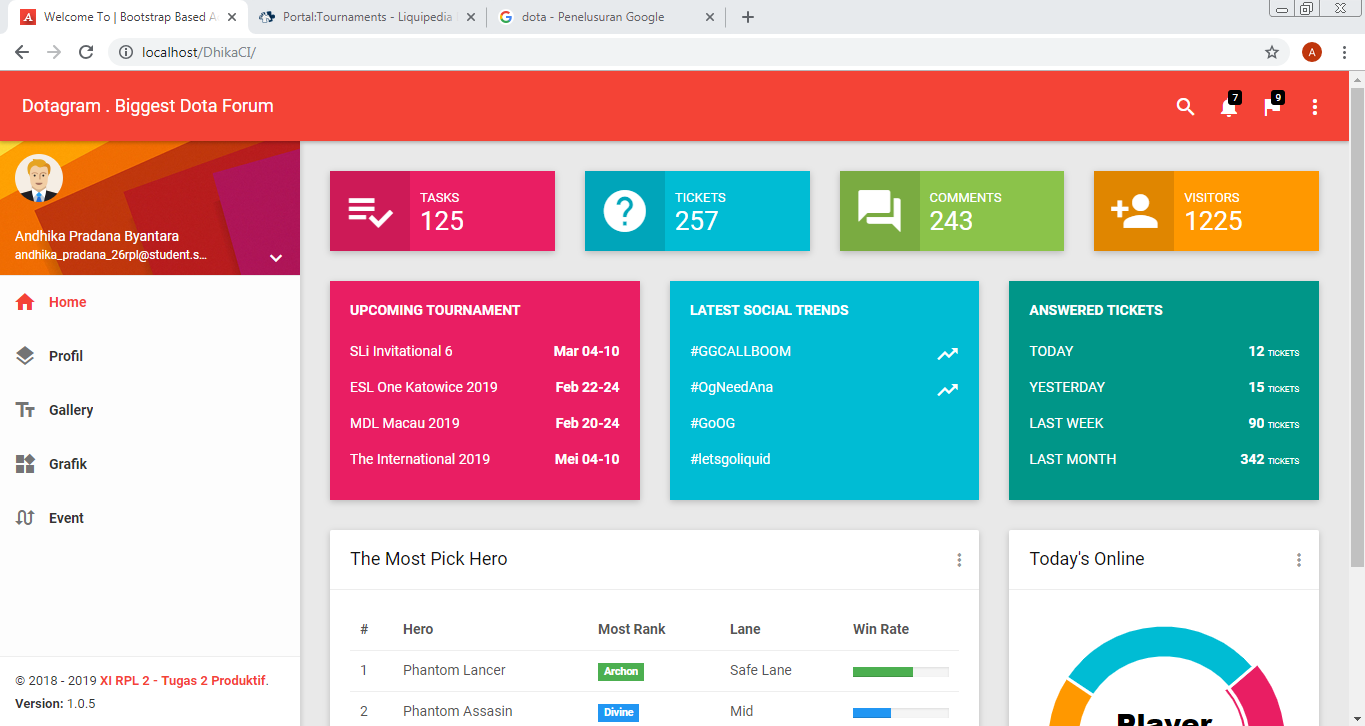 Welcome To | Bootstrap Based A
Portal:Tournaments - Liquipedia
dota - Penelusuran Google
localhost/DhikaCI/
A
Dotagram . Biggest Dota Forum
7
9
Andhika Pradana Byantara
andhika_pradana_26rpl@student.s...
Home
Profil
Gallery
Grafik
Event
© 2018 - 2019 XI RPL 2 - Tugas 2 Produktif.
Version: 1.0.5
TASKS
125
TICKETS
257
COMMENTS
243
VISITORS
1225
UPCOMING TOURNAMENT
SLi Invitational 6 Mar 04-10
ESL One Katowice 2019 Feb 22-24
MDL Macau 2019 Feb 20-24
The International 2019 Mei 04-10
LATEST SOCIAL TRENDS
#GGCALLBOOM
#OgNeedAna
#GoOG
#letsgoliquid
ANSWERED TICKETS
TODAY 12 TICKETS
YESTERDAY 15 TICKETS
LAST WEEK 90 TICKETS
LAST MONTH 342 TICKETS
The Most Pick Hero
# Hero Most Rank Lane Win Rate
1 Phantom Lancer Archon Safe Lane
2 Phantom Assasin Divine Mid
Today's Online
Player